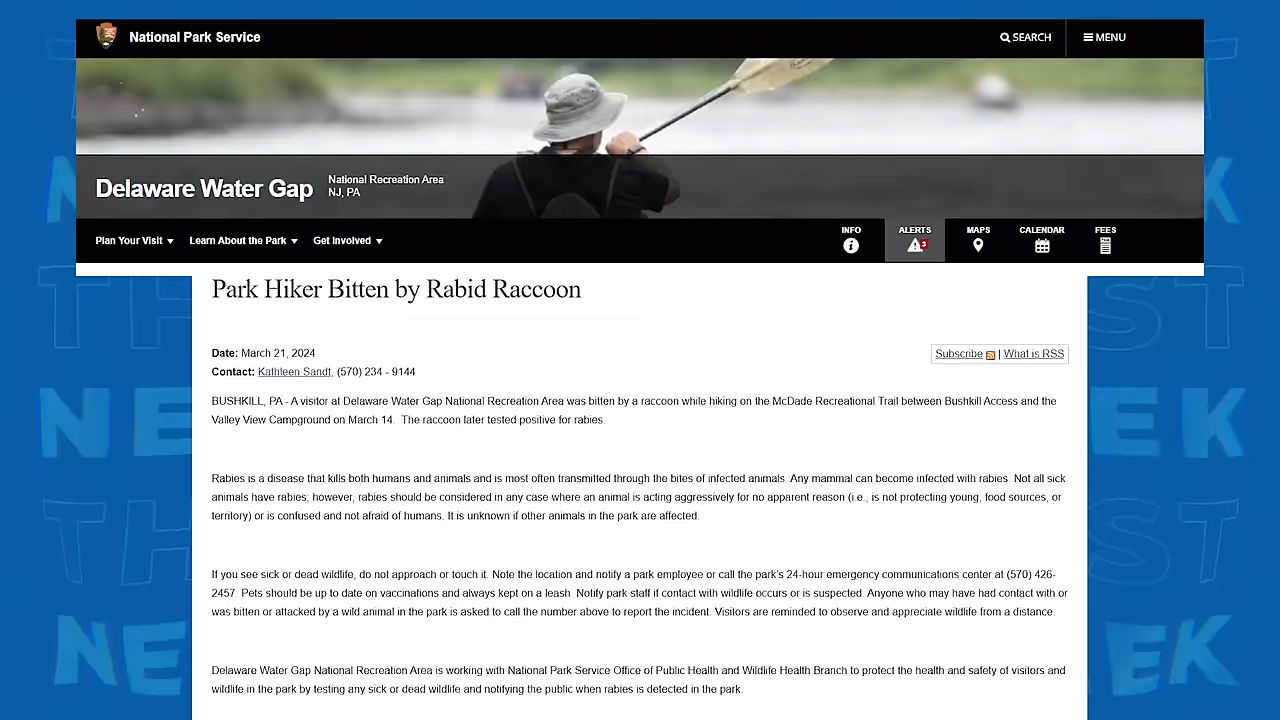 National Park Service
SEARCH
MENU
Delaware Water Gap
National Recreation Area
NJ, PA
Plan Your Visit
Learn About the Park
Get Involved
INFO
ALERTS
3
MAPS
CALENDAR
FEES
Park Hiker Bitten by Rabid Raccoon
Date: March 21, 2024
Subscribe | What is RSS
Contact: Kathleen Sandt, (570) 234 - 9144
BUSHKILL, PA - A visitor at Delaware Water Gap National Recreation Area was bitten by a raccoon while hiking on the McDade Recreational Trail between Bushkill Access and the
Valley View Campground on March 14. The raccoon later tested positive for rabies.
Rabies is a disease that kills both humans and animals and is most often transmitted through the bites of infected animals. Any mammal can become infected with rabies. Not all sick
animals have rabies; however, rabies should be considered in any case where an animal is acting aggressively for no apparent reason (i.e., is not protecting young, food sources, or
territory) or is confused and not afraid of humans. It is unknown if other animals in the park are affected.
If you see sick or dead wildlife, do not approach or touch it. Note the location and notify a park employee or call the park's 24-hour emergency communications center at (570) 426-
2457. Pets should be up to date on vaccinations and always kept on a leash. Notify park staff if contact with wildlife occurs or is suspected. Anyone who may have had contact with or
was bitten or attacked by a wild animal in the park is asked to call the number above to report the incident. Visitors are reminded to observe and appreciate wildlife from a distance.
Delaware Water Gap National Recreation Area is working with National Park Service Office of Public Health and Wildlife Health Branch to protect the health and safety of visitors and
wildlife in the park by testing any sick or dead wildlife and notifying the public when rabies is detected in the park.